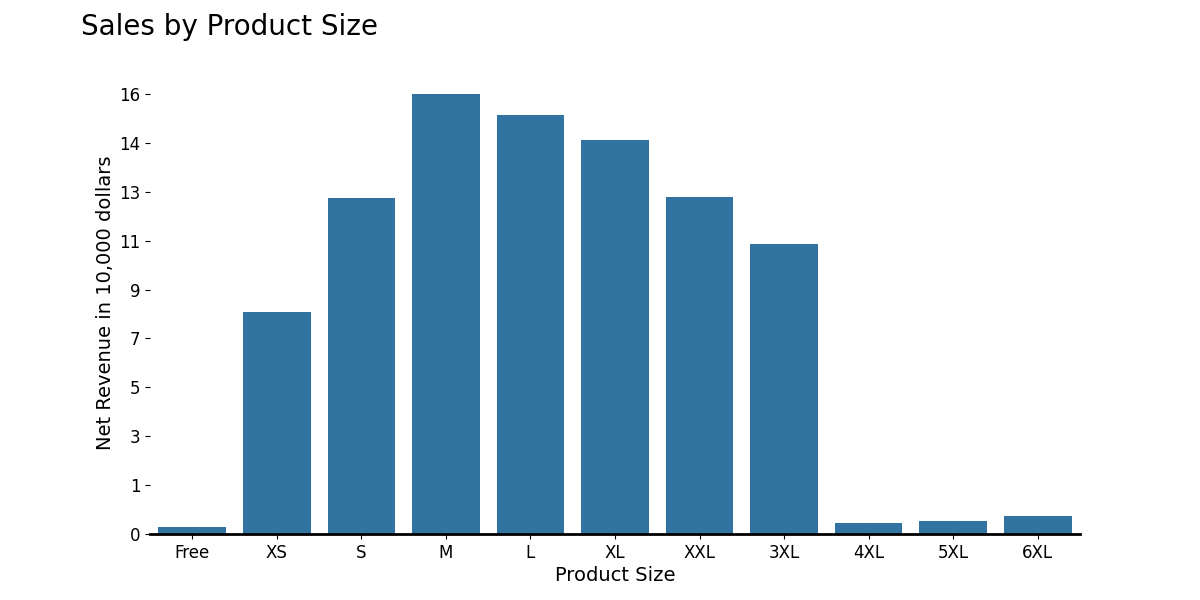 Sales by Product Size
Net Revenue in 10,000 dollars
16
14
13
11
9
7
5
3
1
0
Free XS S M L XL XXL 3XL 4XL 5XL 6XL
Product Size